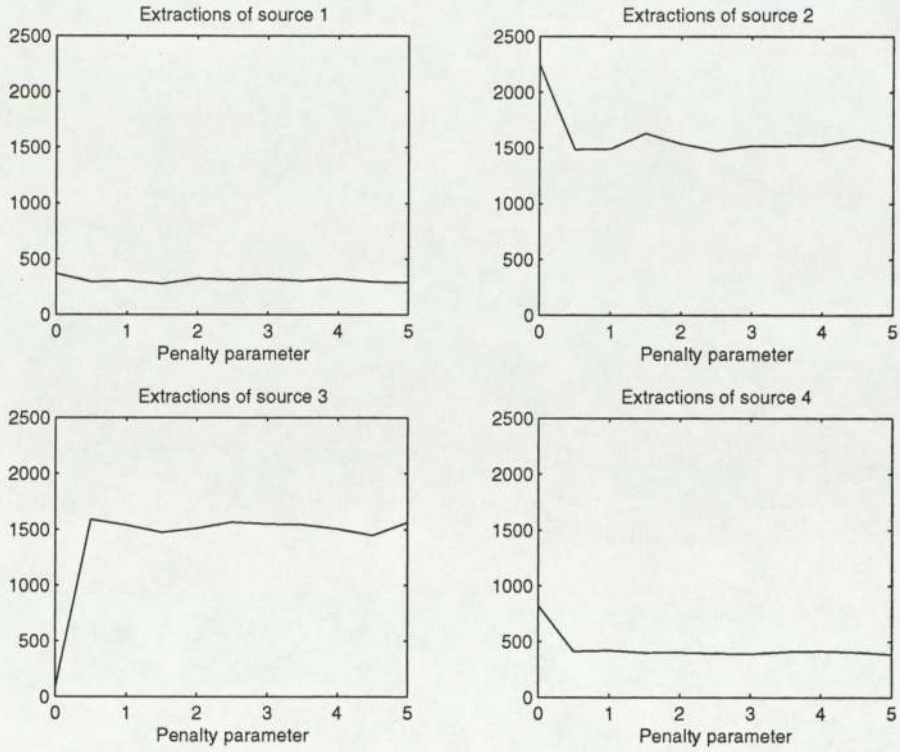 Extractions of source 1
2500
2000
1500
1000
500
0
0 1 2 3 4 5
Penalty parameter
Extractions of source 2
2500
2000
1500
1000
500
0
0 1 2 3 4 5
Penalty parameter
Extractions of source 3
2500
2000
1500
1000
500
0
0 1 2 3 4 5
Penalty parameter
Extractions of source 4
2500
2000
1500
1000
500
0
0 1 2 3 4 5
Penalty parameter